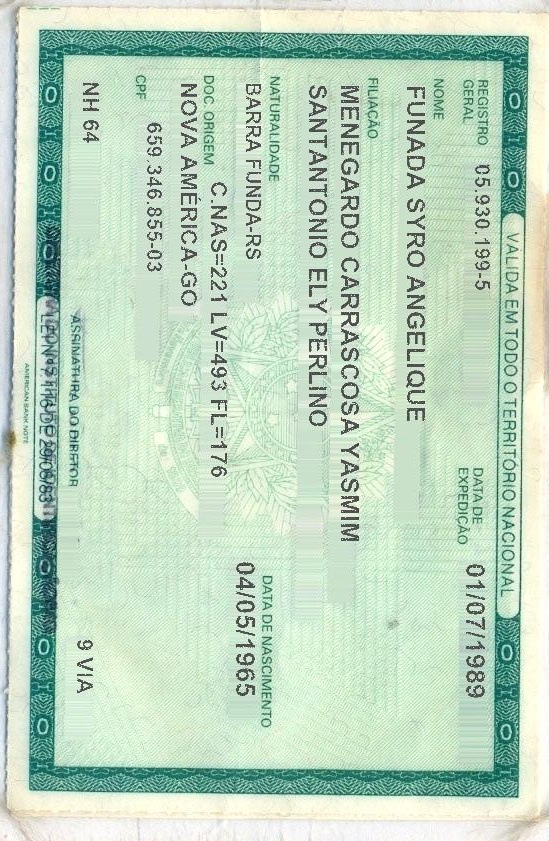 VÁLIDA EM TODO O TERRITÓRIO NACIONAL
REGISTRO GERAL 05.930.199-5 DATA DE EXPEDIÇÃO 01/07/1989
NOME
FUNADA SYRO ANGELIQUE
FILIAÇÃO
MENEGARDO CARRASCOSA YASMIM
SANTANTONIO ELY PERLINO
NATURALIDADE DATA DE NASCIMENTO
BARRA FUNDA-RS 04/05/1965
DOC. ORIGEM C.NAS=221 LV=493 FL=176
NOVA AMÉRICA-GO
CPF 659.346.855-03
NH 64 9 VIA
ASSINATURA DO DIRETOR
LEI Nº 7.116 DE 29/08/83
AMERICAN BANK NOTE